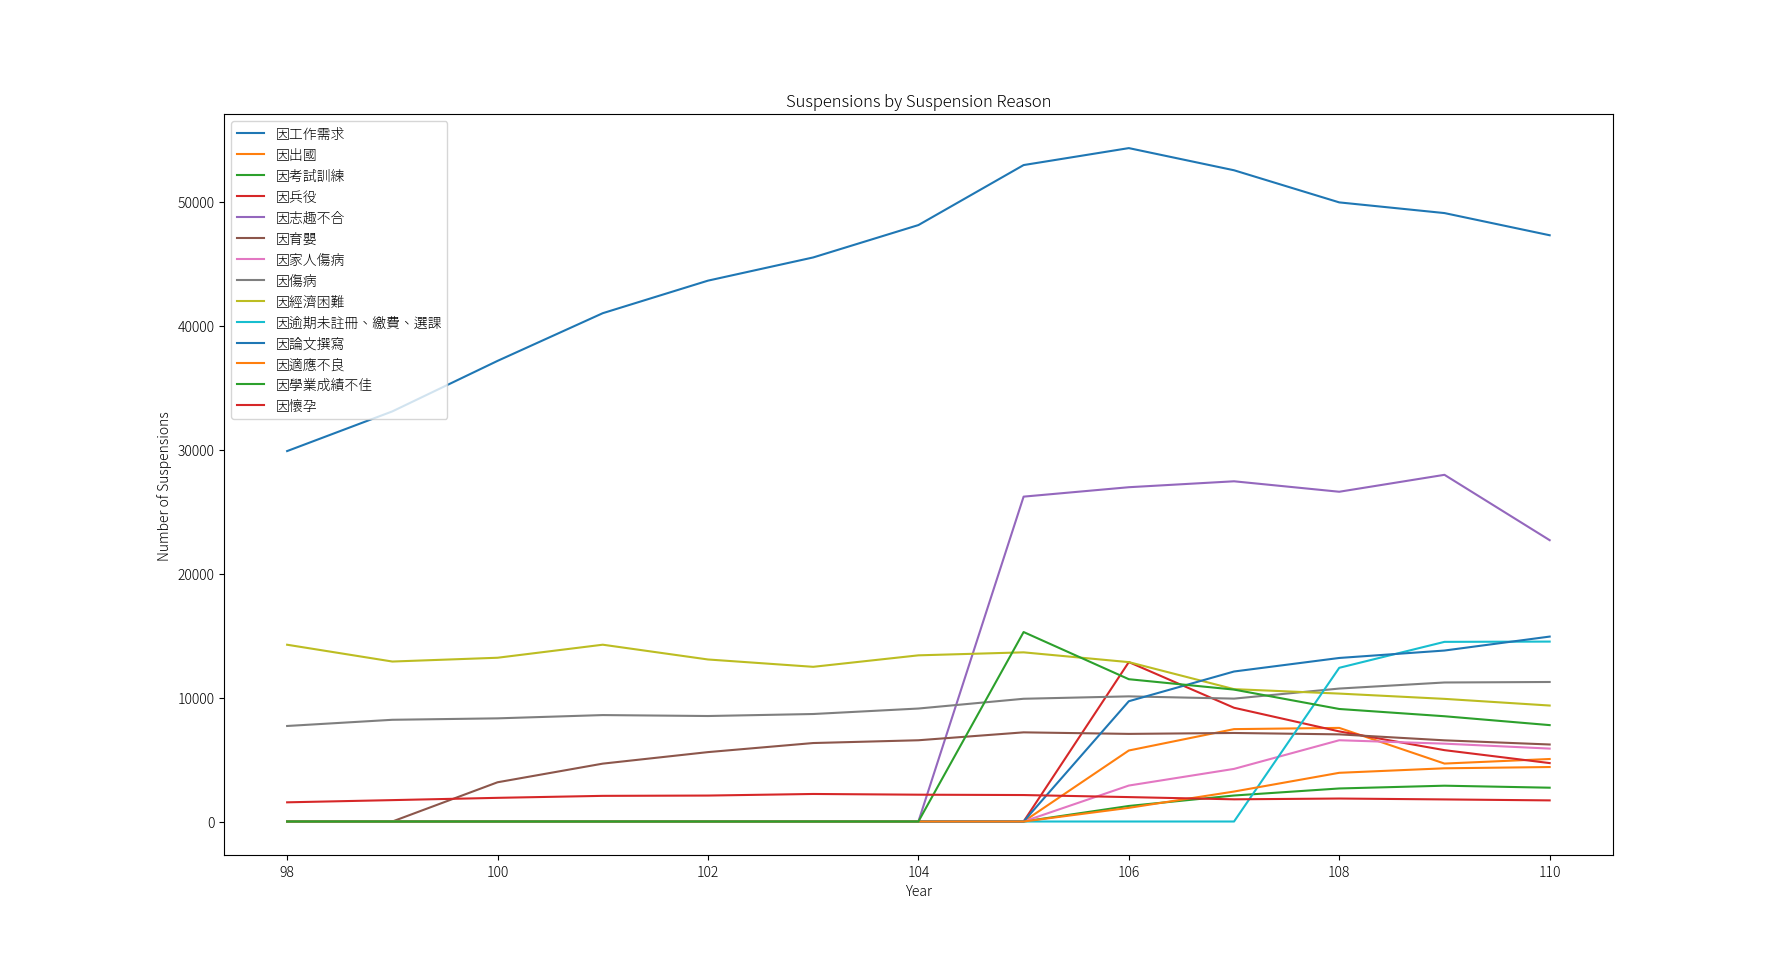 Suspensions by Suspension Reason
因工作需求
因出國
因考試訓練
因兵役
因志趣不合
因育嬰
因家人傷病
因傷病
因經濟困難
因逾期未註冊、繳費、選課
因論文撰寫
因適應不良
因學業成績不佳
因懷孕
Number of Suspensions
50000
40000
30000
20000
10000
0
98
100
102
104
106
108
110
Year